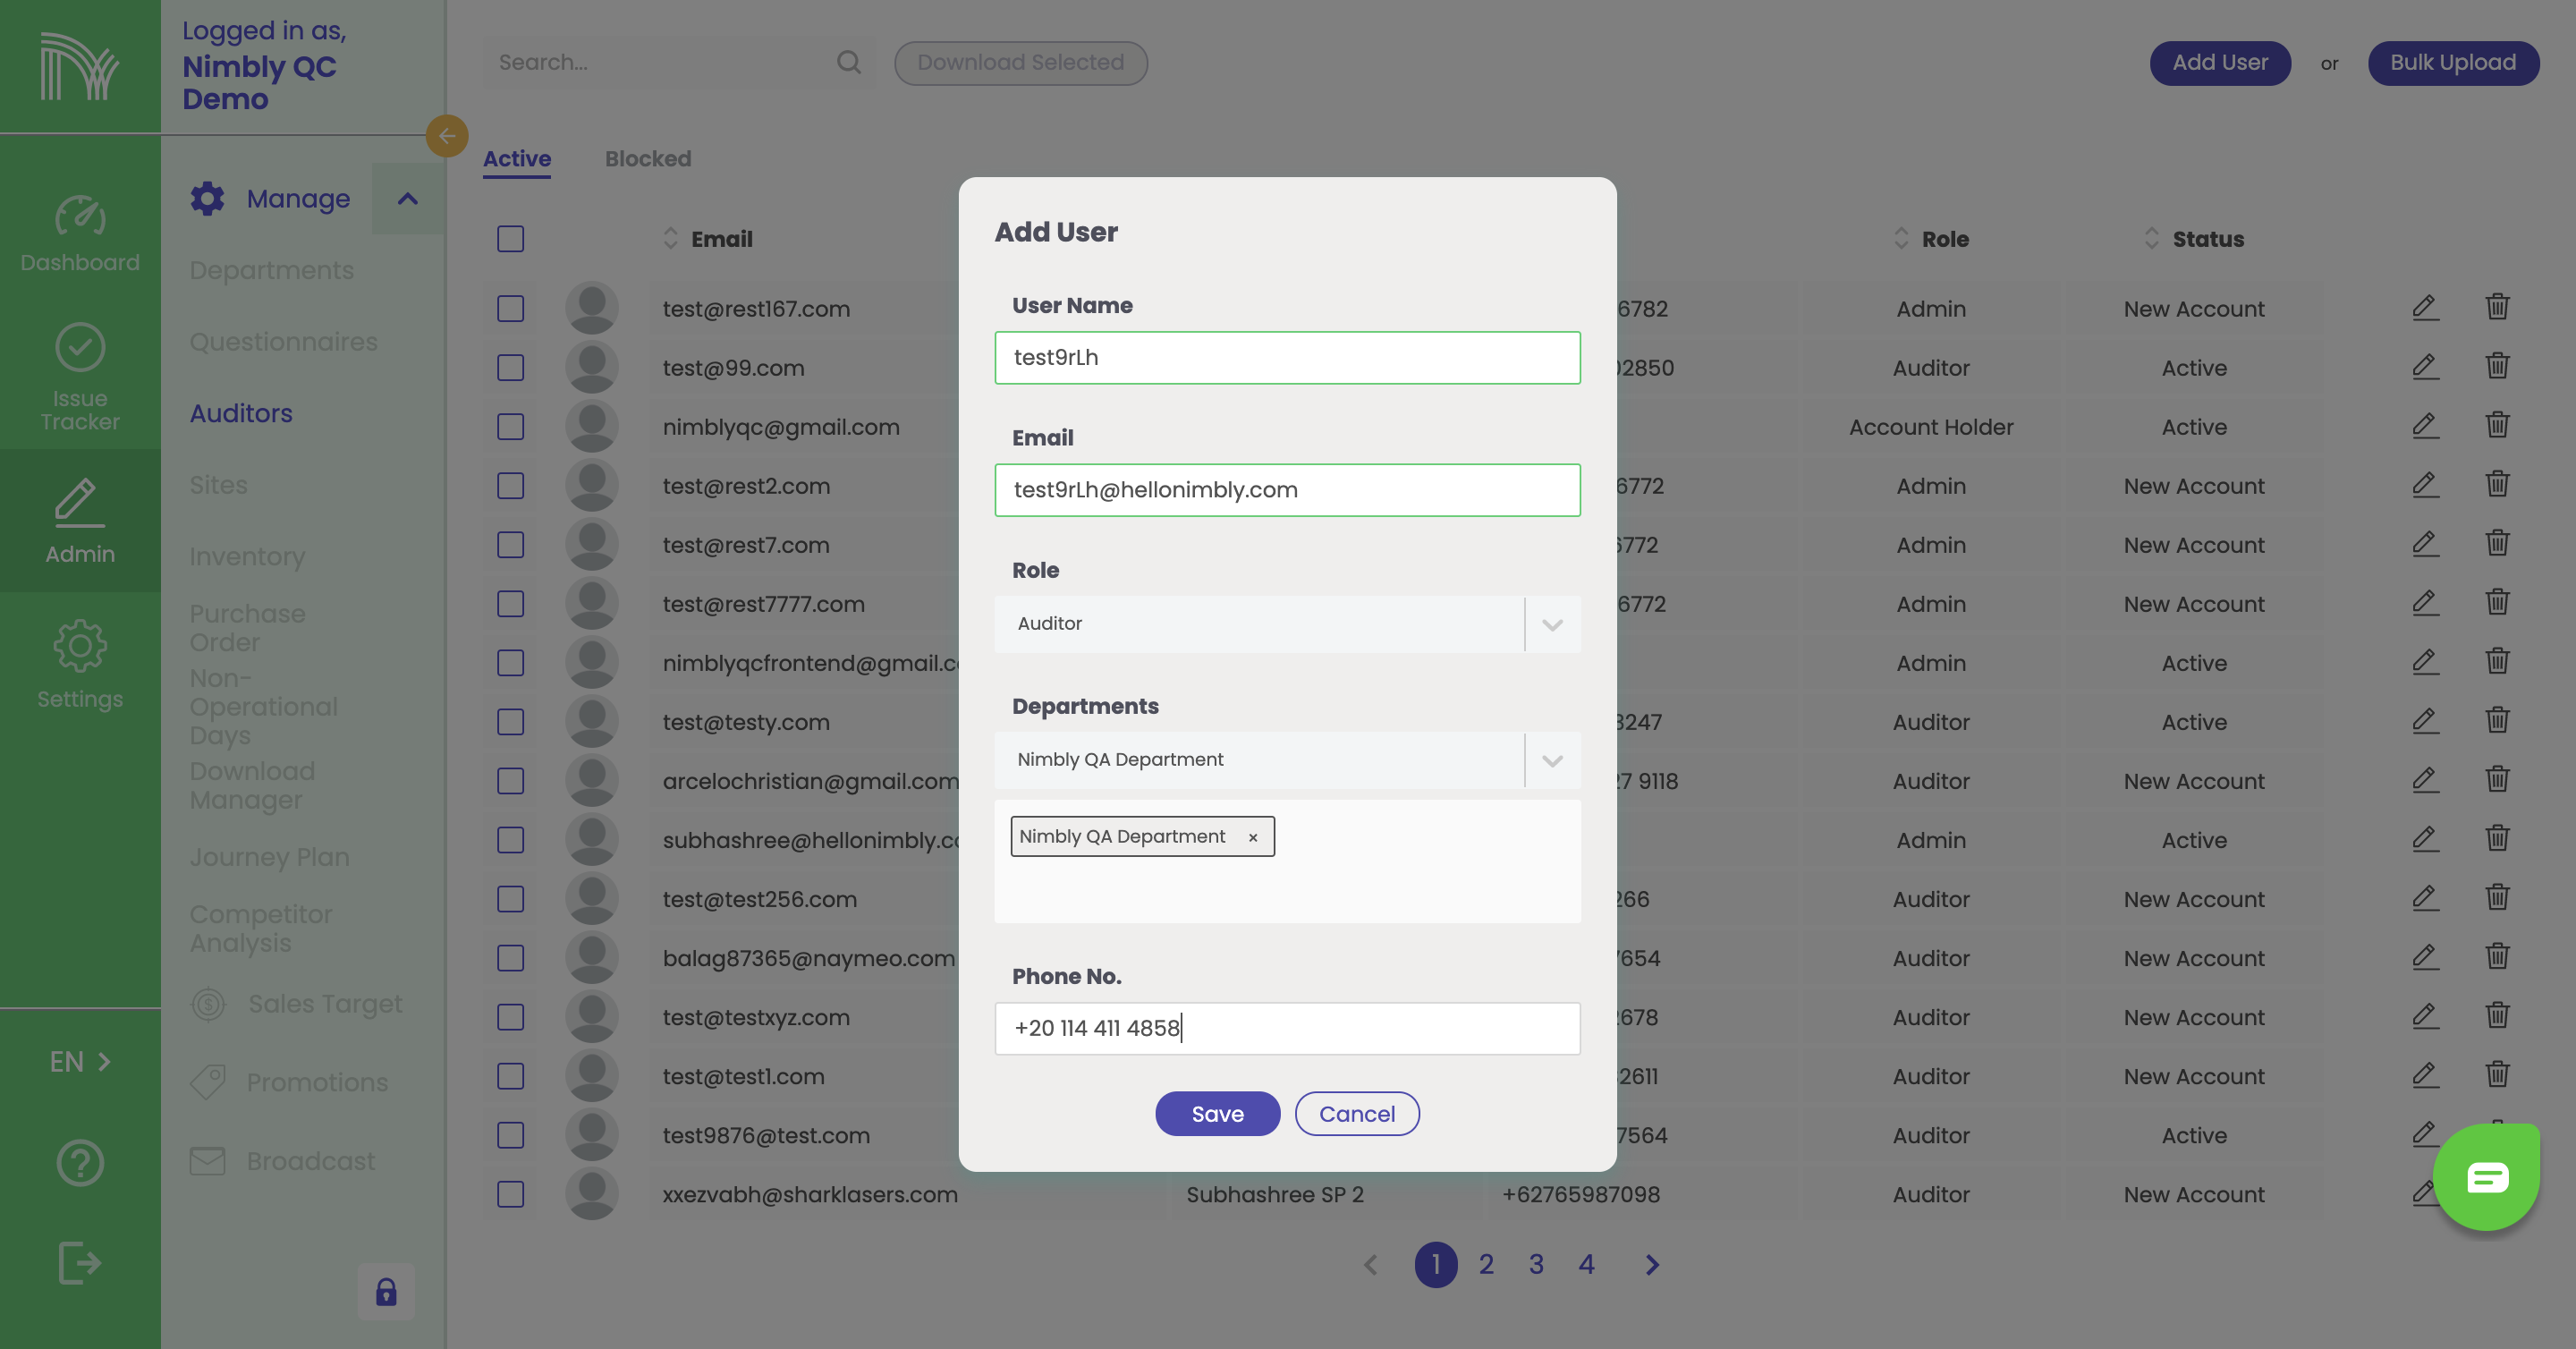 Logged in as,
Nimbly QC
Demo
Dashboard
Issue
Tracker
Admin
Settings
EN
Manage
Departments
Questionnaires
Auditors
Sites
Inventory
Purchase
Order
Non-
Operational
Days
Download
Manager
Journey Plan
Competitor
Analysis
Sales Target
Promotions
Broadcast
Search...
Download Selected
Add User or Bulk Upload
Active Blocked
Email Role Status
test@rest167.com 6782 Admin New Account
test@99.com 02850 Auditor Active
nimblyqc@gmail.com Account Holder Active
test@rest2.com 6772 Admin New Account
test@rest7.com 6772 Admin New Account
test@rest7777.com 6772 Admin New Account
nimblyqcfrontend@gmail.c Admin Active
test@testy.com 3247 Auditor Active
arcelochristian@gmail.com 27 9118 Auditor New Account
subhashree@hellonimbly.c Admin Active
test@test256.com 266 Auditor New Account
balag87365@naymeo.com 7654 Auditor New Account
test@testxyz.com 2678 Auditor New Account
test@test1.com 2611 Auditor New Account
test9876@test.com 7564 Auditor Active
xxezvabh@sharklasers.com Subhashree SP 2 +62765987098 Auditor New Account
1 2 3 4
Add User
User Name
test9rLh
Email
test9rLh@hellonimbly.com
Role
Auditor
Departments
Nimbly QA Department
Nimbly QA Department ×
Phone No.
+20 114 411 4858
Save Cancel